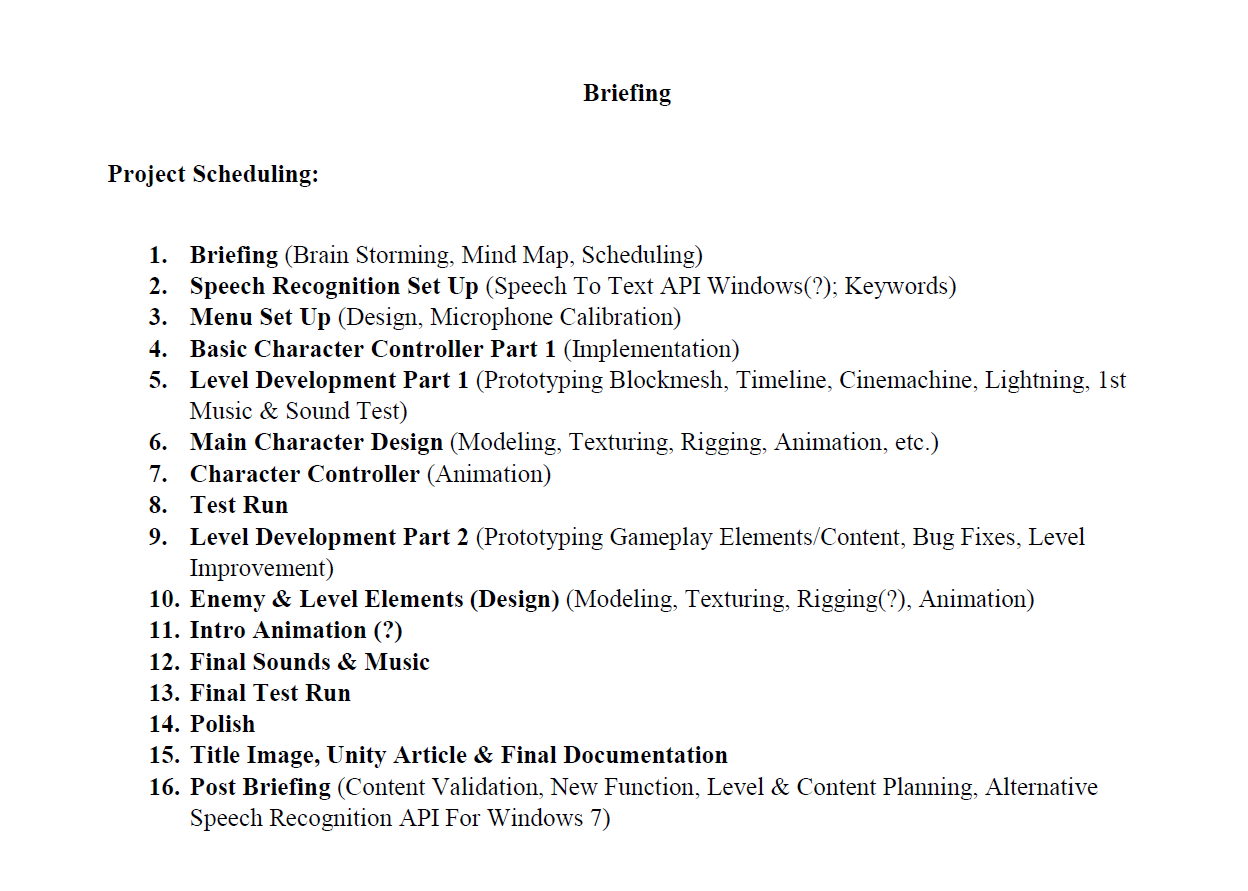 Briefing
Project Scheduling:
1. Briefing (Brain Storming, Mind Map, Scheduling)
2. Speech Recognition Set Up (Speech To Text API Windows(?); Keywords)
3. Menu Set Up (Design, Microphone Calibration)
4. Basic Character Controller Part 1 (Implementation)
5. Level Development Part 1 (Prototyping Blockmesh, Timeline, Cinemachine, Lightning, 1st
Music & Sound Test)
6. Main Character Design (Modeling, Texturing, Rigging, Animation, etc.)
7. Character Controller (Animation)
8. Test Run
9. Level Development Part 2 (Prototyping Gameplay Elements/Content, Bug Fixes, Level
Improvement)
10. Enemy & Level Elements (Design) (Modeling, Texturing, Rigging(?), Animation)
11. Intro Animation (?)
12. Final Sounds & Music
13. Final Test Run
14. Polish
15. Title Image, Unity Article & Final Documentation
16. Post Briefing (Content Validation, New Function, Level & Content Planning, Alternative
Speech Recognition API For Windows 7)